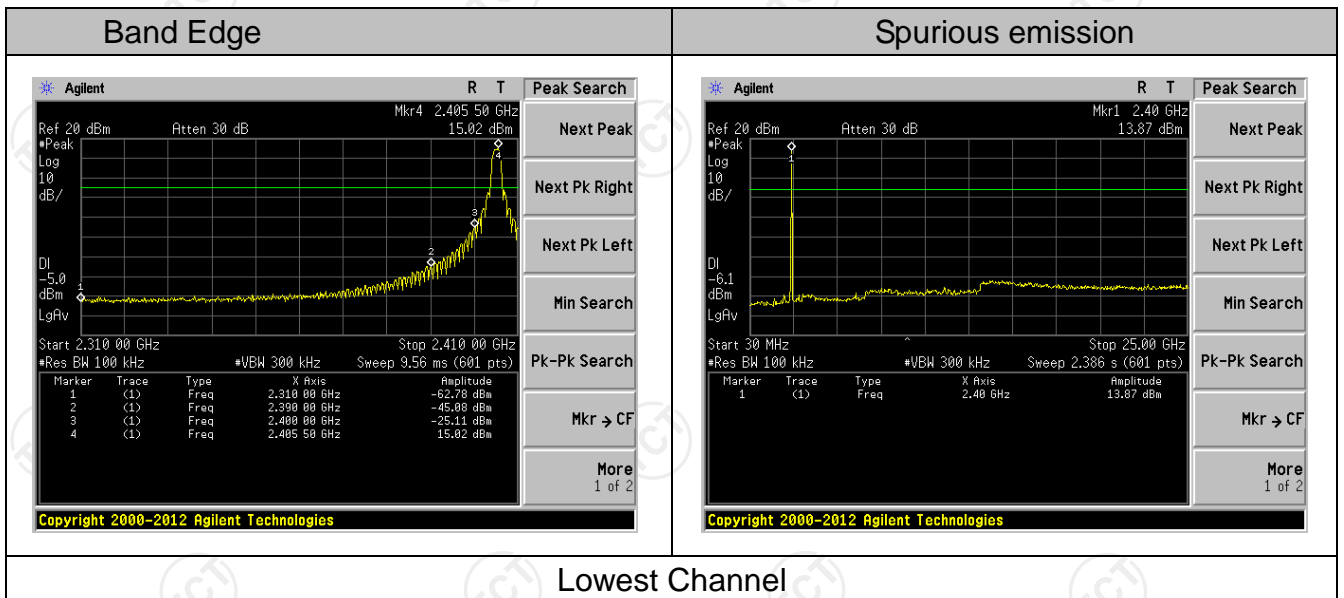 Band Edge
Spurious emission
Agilent R T
Peak Search
Mkr4 2.405 50 GHz
Ref 20 dBm Atten 30 dB 15.02 dBm
#Peak
Log
10
dB/
DI
-5.0
dBm
LgAv
1
2
3
4
Start 2.310 00 GHz Stop 2.410 00 GHz
#Res BW 100 kHz #VBW 300 kHz Sweep 9.56 ms (601 pts)
Marker Trace Type X Axis Amplitude
1 (1) Freq 2.310 00 GHz -62.78 dBm
2 (1) Freq 2.390 00 GHz -45.08 dBm
3 (1) Freq 2.400 00 GHz -25.11 dBm
4 (1) Freq 2.405 50 GHz 15.02 dBm
Next Peak
Next Pk Right
Next Pk Left
Min Search
Pk-Pk Search
Mkr → CF
More
1 of 2
Copyright 2000-2012 Agilent Technologies
Agilent R T
Peak Search
Mkr1 2.40 GHz
Ref 20 dBm Atten 30 dB 13.87 dBm
#Peak
Log
10
dB/
DI
-6.1
dBm
LgAv
1
Start 30 MHz ^ Stop 25.00 GHz
#Res BW 100 kHz #VBW 300 kHz Sweep 2.386 s (601 pts)
Marker Trace Type X Axis Amplitude
1 (1) Freq 2.40 GHz 13.87 dBm
Next Peak
Next Pk Right
Next Pk Left
Min Search
Pk-Pk Search
Mkr → CF
More
1 of 2
Copyright 2000-2012 Agilent Technologies
Lowest Channel